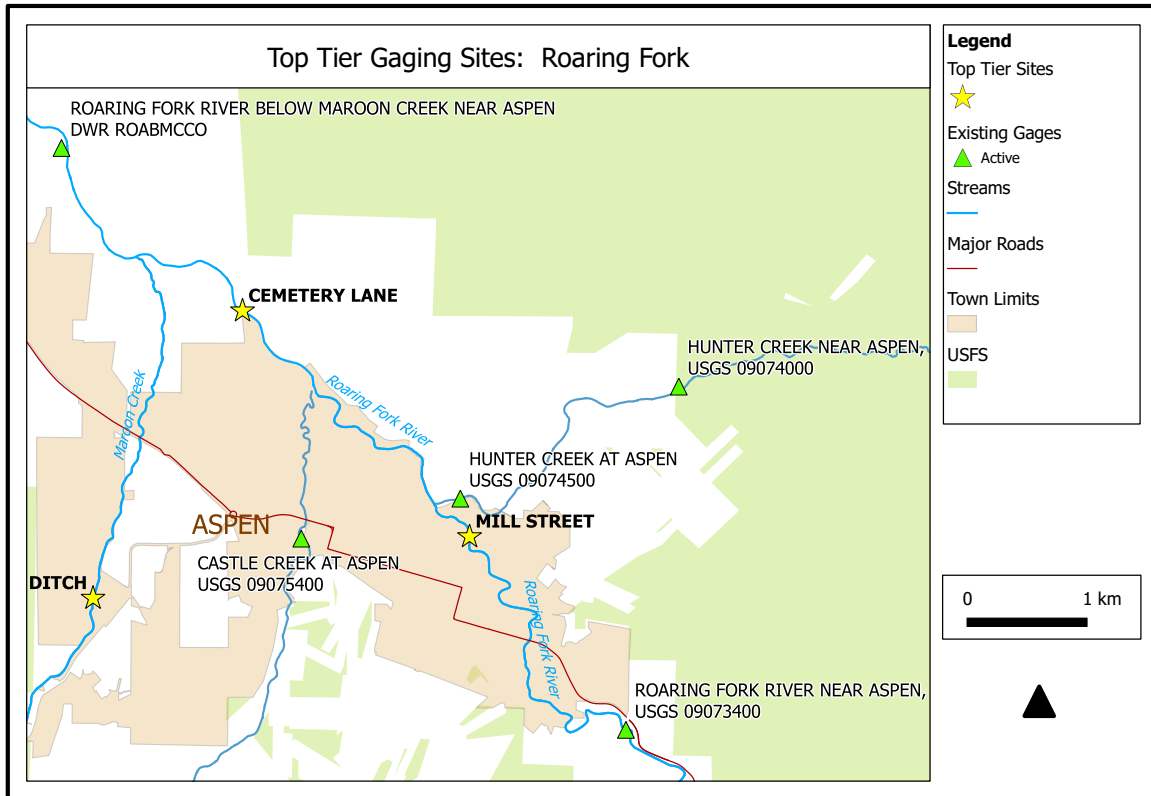 Top Tier Gaging Sites: Roaring Fork
ROARING FORK RIVER BELOW MAROON CREEK NEAR ASPEN
DWR ROABMCCO
CEMETERY LANE
HUNTER CREEK NEAR ASPEN,
USGS 09074000
Roaring Fork River
Maroon Creek
HUNTER CREEK AT ASPEN
USGS 09074500
MILL STREET
ASPEN
CASTLE CREEK AT ASPEN
USGS 09075400
DITCH
Roaring Fork River
ROARING FORK RIVER NEAR ASPEN,
USGS 09073400
Legend
Top Tier Sites
Existing Gages
Active
Streams
Major Roads
Town Limits
USFS
0 1 km